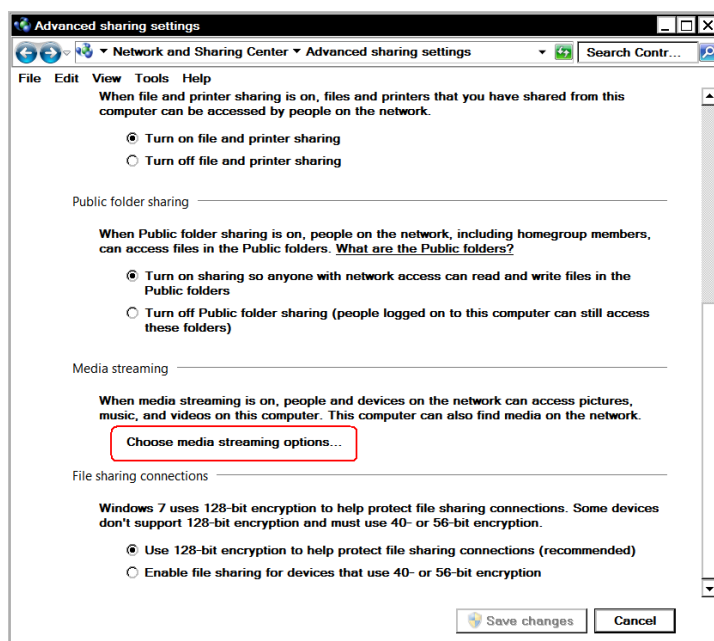 Advanced sharing settings
Network and Sharing Center Advanced sharing settings Search Contr...
File Edit View Tools Help
When file and printer sharing is on, files and printers that you have shared from this
computer can be accessed by people on the network.
Turn on file and printer sharing
Turn off file and printer sharing
Public folder sharing
When Public folder sharing is on, people on the network, including homegroup members,
can access files in the Public folders. What are the Public folders?
Turn on sharing so anyone with network access can read and write files in the
Public folders
Turn off Public folder sharing (people logged on to this computer can still access
these folders)
Media streaming
When media streaming is on, people and devices on the network can access pictures,
music, and videos on this computer. This computer can also find media on the network.
Choose media streaming options...
File sharing connections
Windows 7 uses 128-bit encryption to help protect file sharing connections. Some devices
don't support 128-bit encryption and must use 40- or 56-bit encryption.
Use 128-bit encryption to help protect file sharing connections (recommended)
Enable file sharing for devices that use 40- or 56-bit encryption
Save changes Cancel